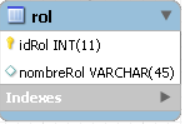 rol
idRol INT(11)
nombreRol VARCHAR(45)
Indexes